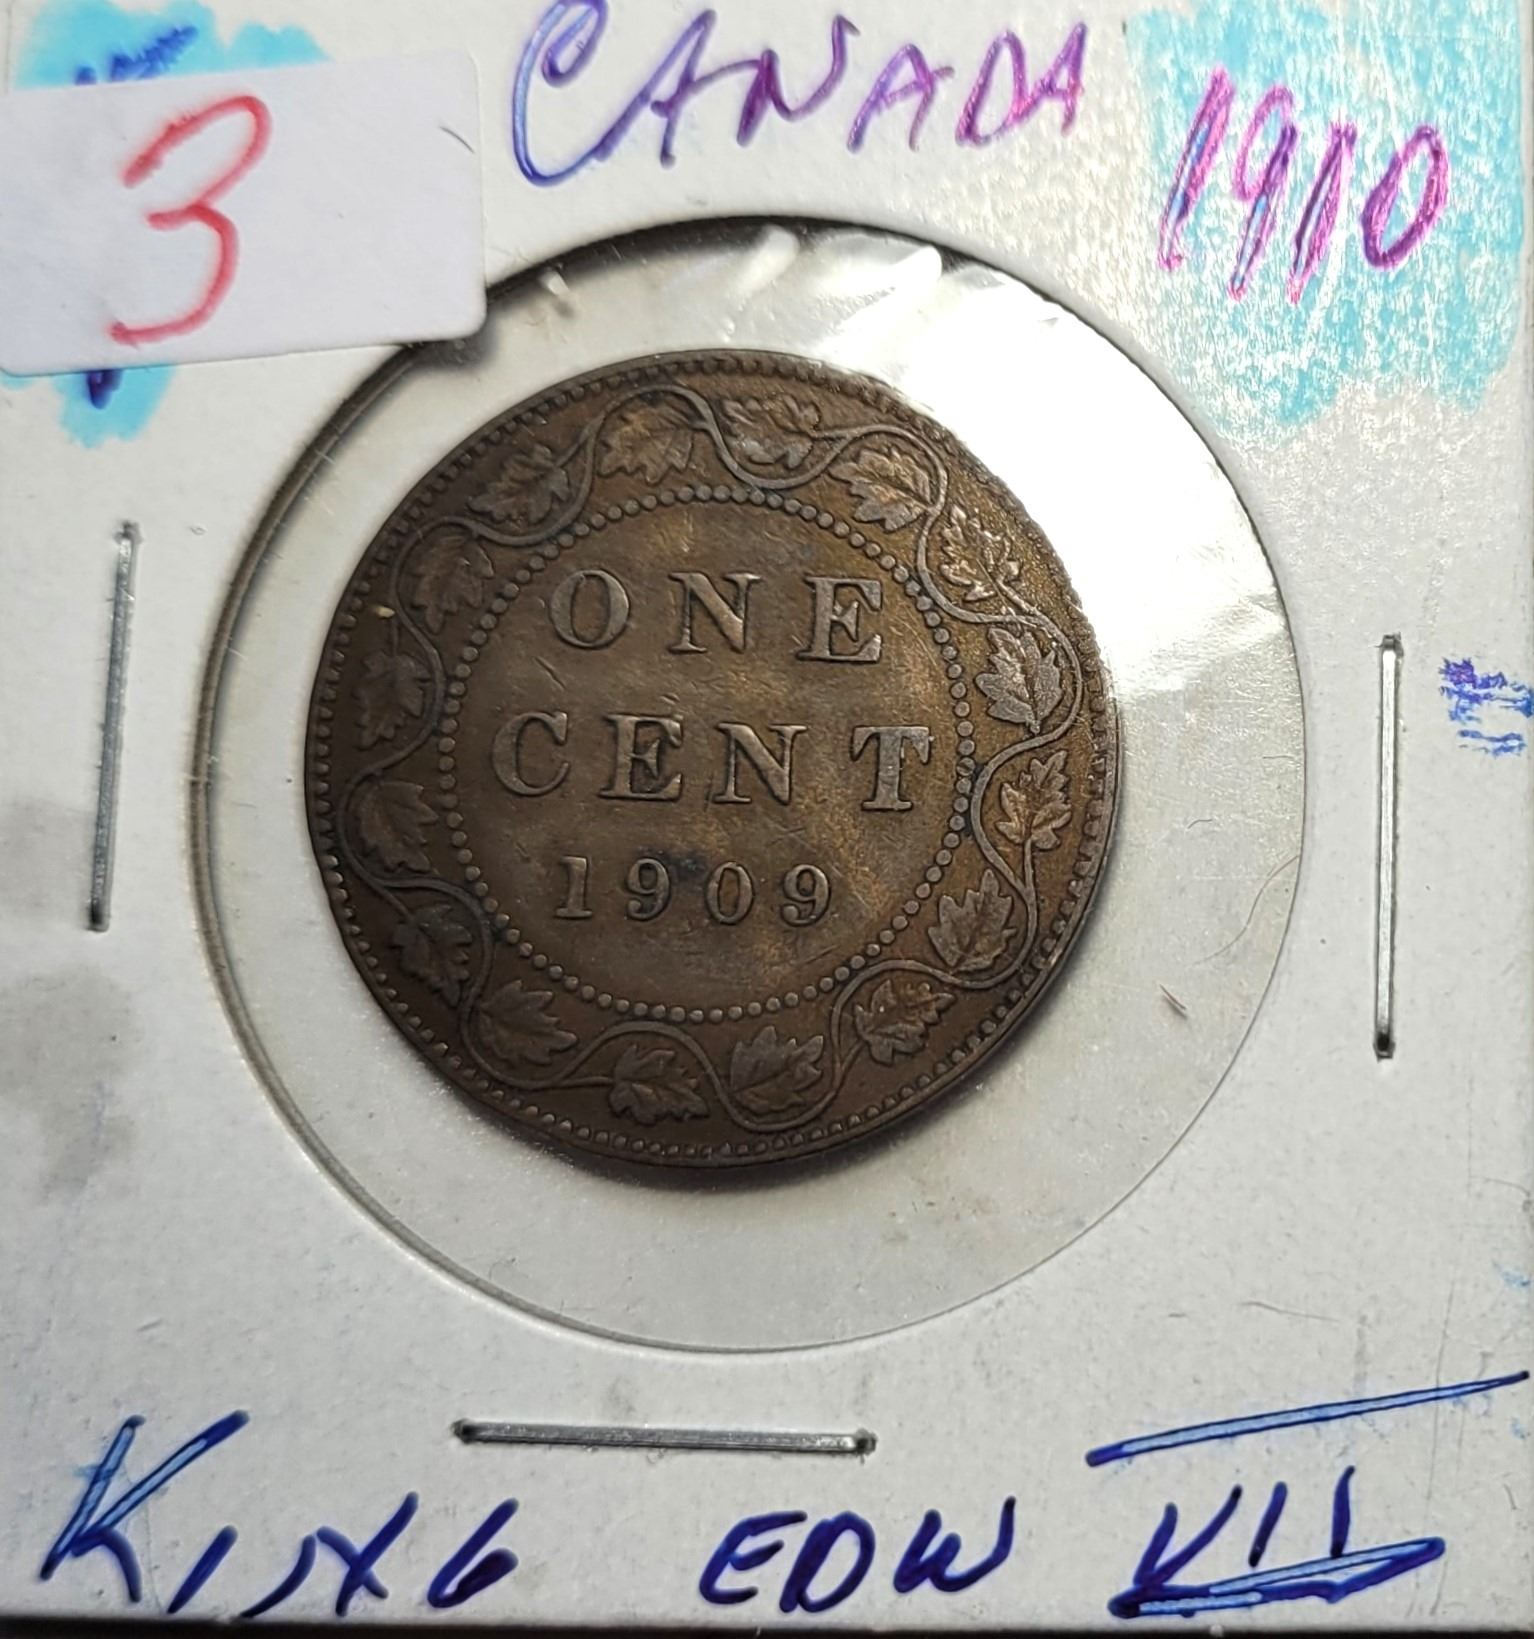 3
CANADA 1910
ONE
CENT
1909
KING EDW VII